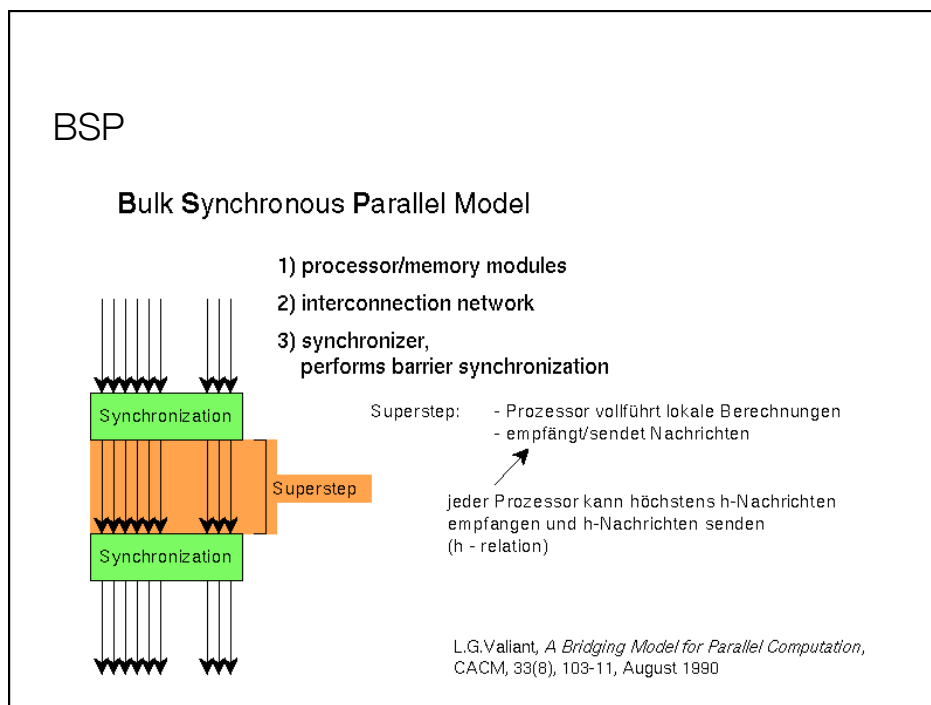 BSP
Bulk Synchronous Parallel Model
1) processor/memory modules
2) interconnection network
3) synchronizer,
performs barrier synchronization
Synchronization
Superstep: - Prozessor vollführt lokale Berechnungen
- empfängt/sendet Nachrichten
Superstep
jeder Prozessor kann höchstens h-Nachrichten
empfangen und h-Nachrichten senden
(h - relation)
Synchronization
L.G.Valiant, A Bridging Model for Parallel Computation,
CACM, 33(8), 103-11, August 1990